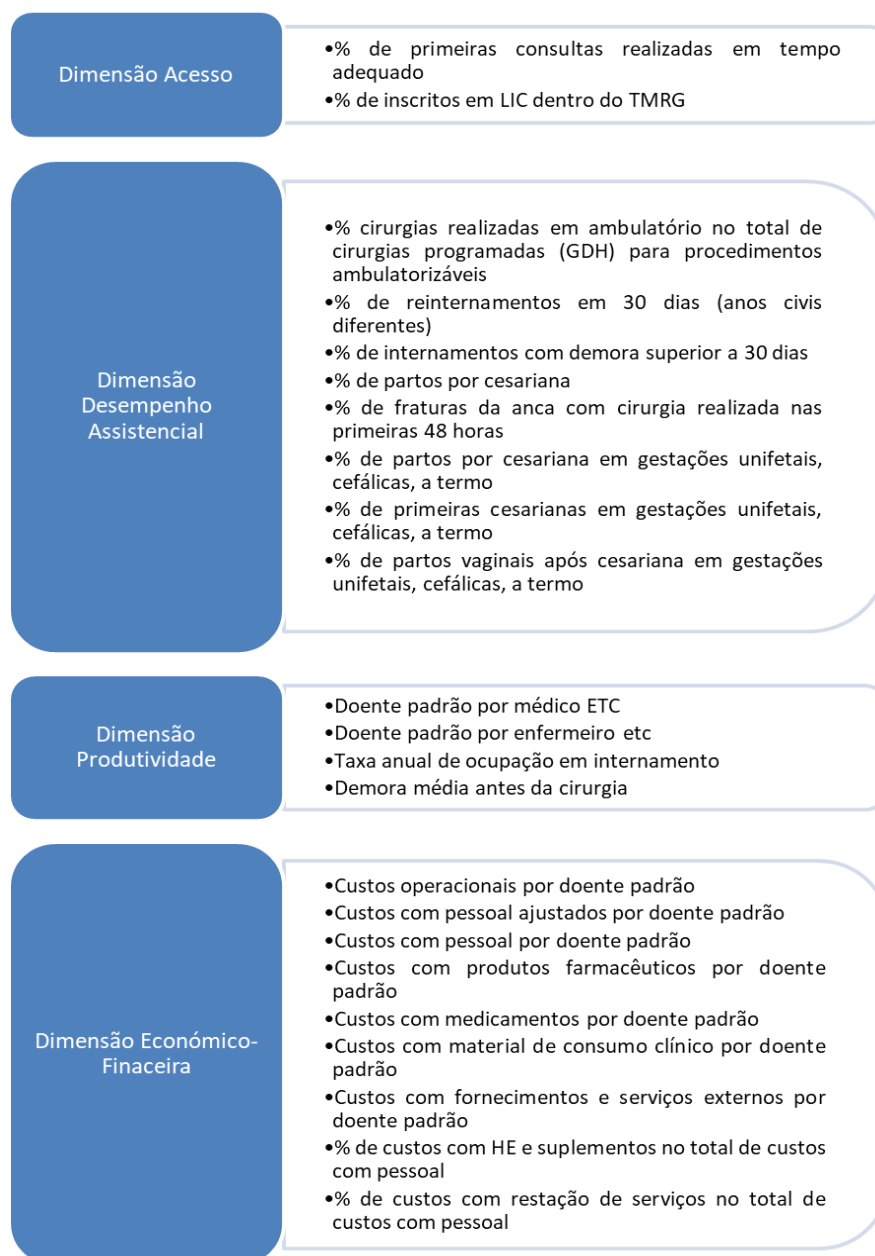 Dimensão Acesso
•% de primeiras consultas realizadas em tempo
adequado
•% de inscritos em LIC dentro do TMRG
Dimensão
Desempenho
Assistencial
•% cirurgias realizadas em ambulatório no total de
cirurgias programadas (GDH) para procedimentos
ambulatorizáveis
•% de reinternamentos em 30 dias (anos civis
diferentes)
•% de internamentos com demora superior a 30 dias
•% de partos por cesariana
•% de fraturas da anca com cirurgia realizada nas
primeiras 48 horas
•% de partos por cesariana em gestações unifetais,
cefálicas, a termo
•% de primeiras cesarianas em gestações unifetais,
cefálicas, a termo
•% de partos vaginais após cesariana em gestações
unifetais, cefálicas, a termo
Dimensão
Produtividade
•Doente padrão por médico ETC
•Doente padrão por enfermeiro etc
•Taxa anual de ocupação em internamento
•Demora média antes da cirurgia
Dimensão Económico-
Finaceira
•Custos operacionais por doente padrão
•Custos com pessoal ajustados por doente padrão
•Custos com pessoal por doente padrão
•Custos com produtos farmacêuticos por doente
padrão
•Custos com medicamentos por doente padrão
•Custos com material de consumo clínico por doente
padrão
•Custos com fornecimentos e serviços externos por
doente padrão
•% de custos com HE e suplementos no total de custos
com pessoal
•% de custos com restação de serviços no total de
custos com pessoal